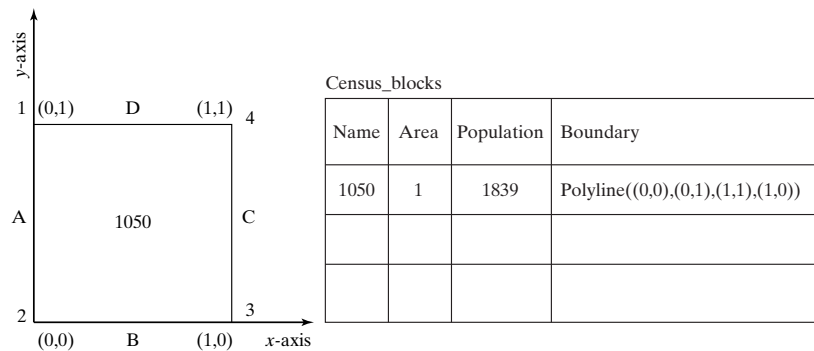 y-axis
1 (0,1) D (1,1) 4
A 1050 C
2 3
(0,0) B (1,0) x-axis
Census_blocks
Name Area Population Boundary
1050 1 1839 Polyline((0,0),(0,1),(1,1),(1,0))